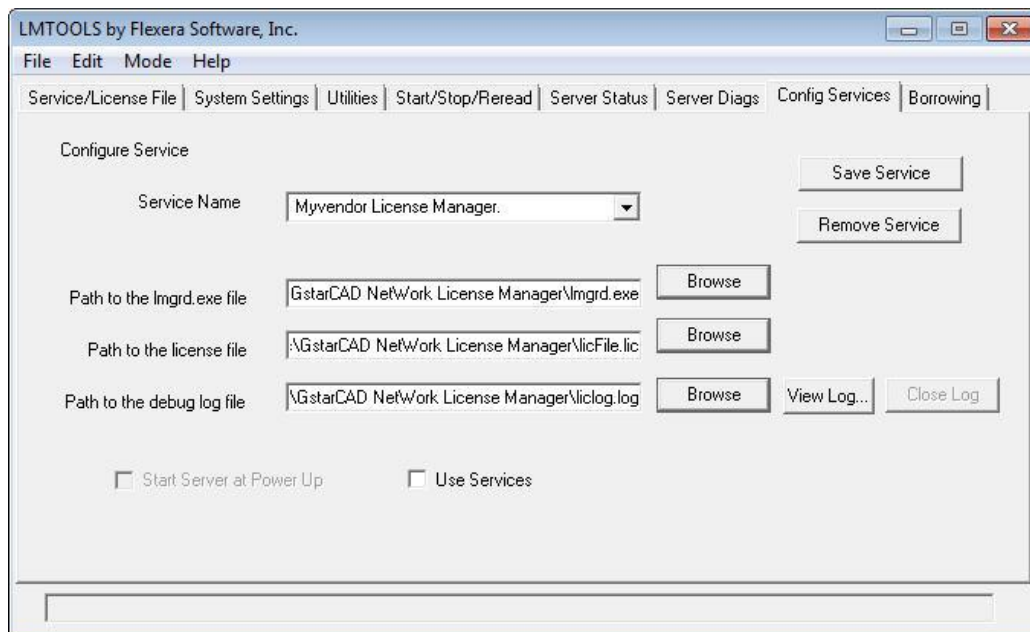 LMTOOLS by Flexera Software, Inc.
File Edit Mode Help
Service/License File System Settings Utilities Start/Stop/Reread Server Status Server Diags Config Services Borrowing
Configure Service
Save Service
Service Name Myvendor License Manager.
Remove Service
Path to the lmgrd.exe file GstarCAD NetWork License Manager\lmgrd.exe Browse
Path to the license file :\GstarCAD NetWork License Manager\licFile.lic Browse
Path to the debug log file \GstarCAD NetWork License Manager\liclog.log Browse View Log... Close Log
Start Server at Power Up Use Services